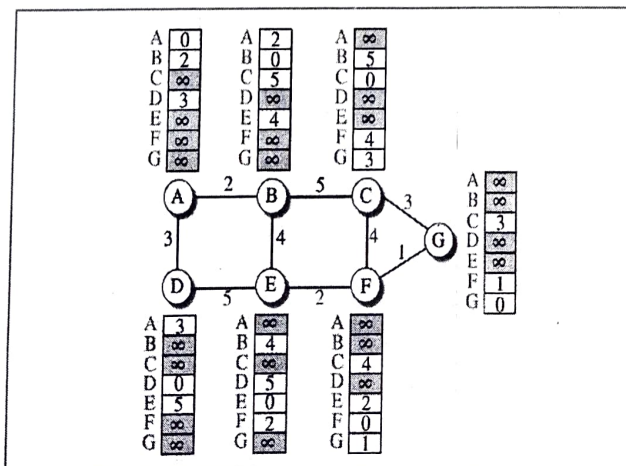 A 0 A 2 A ∞
B 2 B 0 B 5
C ∞ C 5 C 0
D 3 D ∞ D ∞
E ∞ E 4 E ∞
F ∞ F ∞ F 4
G ∞ G ∞ G 3
A 2 B 5 C 3 G
3 4 4 1
D 5 E 2 F
A ∞
B ∞
C 3
D ∞
E ∞
F 1
G 0
A 3 A ∞ A ∞
B ∞ B 4 B ∞
C ∞ C ∞ C 4
D 0 D 5 D ∞
E 5 E 0 E 2
F ∞ F 2 F 0
G ∞ G ∞ G 1